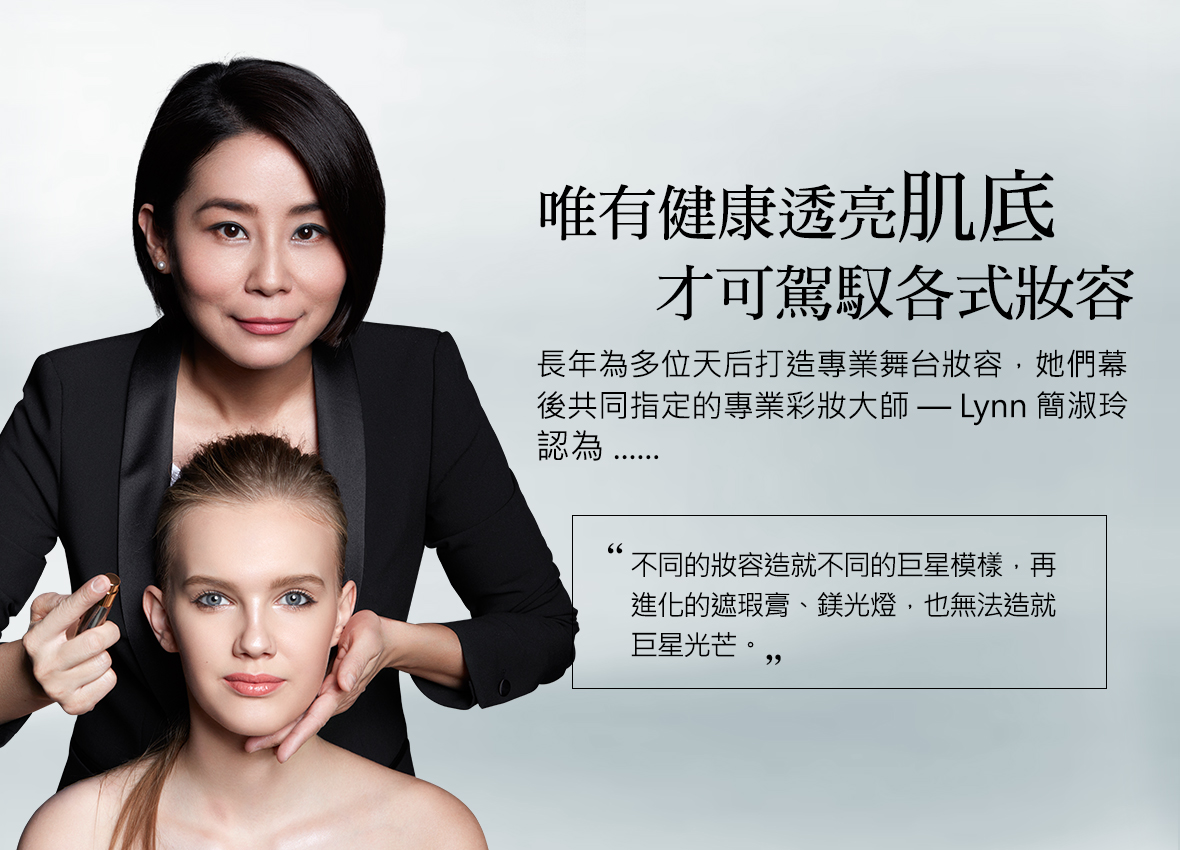 唯有健康透亮肌底
才可駕馭各式妝容
長年為多位天后打造專業舞台妝容，她們幕
後共同指定的專業彩妝大師 — Lynn 簡淑玲
認為 ......
“ 不同的妝容造就不同的巨星模樣，再
進化的遮瑕膏、鎂光燈，也無法造就
巨星光芒。”